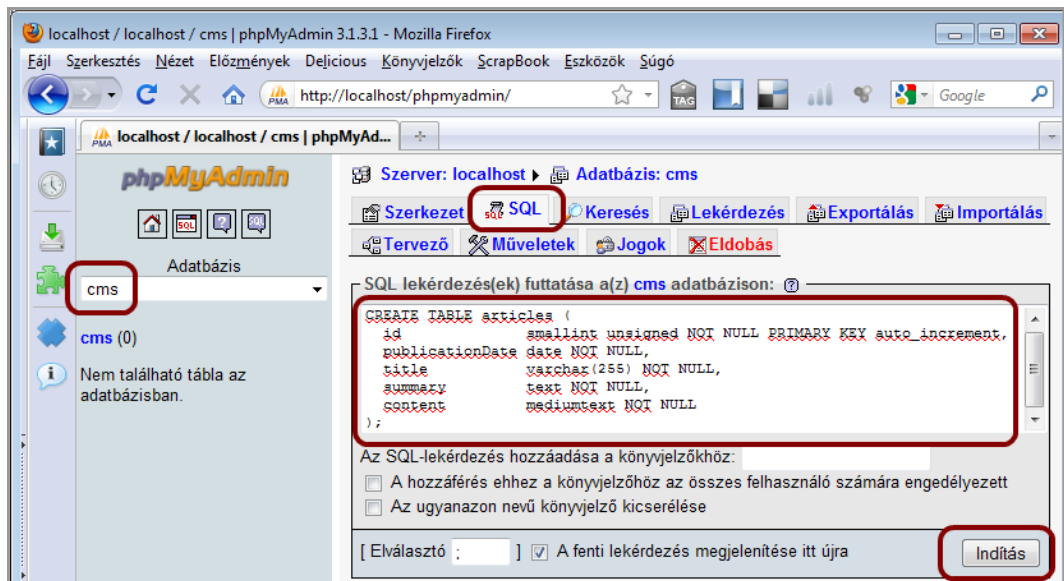 localhost / localhost / cms | phpMyAdmin 3.1.3.1 - Mozilla Firefox
Fájl Szerkesztés Nézet Előzmények Delicious Könyvjelzők ScrapBook Eszközök Súgó
PMA http://localhost/phpmyadmin/ TAG Google
PMA localhost / localhost / cms | phpMyAd...
phpMyAdmin
SQL SQL
Adatbázis
cms
cms (0)
Nem található tábla az
adatbázisban.
Szerver: localhost Adatbázis: cms
Szerkezet SQL Keresés Lekérdezés Exportálás Importálás
Tervező Műveletek Jogok Eldobás
SQL lekérdezés(ek) futtatása a(z) cms adatbázison:
CREATE TABLE articles (
id smallint unsigned NOT NULL PRIMARY KEY auto_increment,
publicationDate date NOT NULL,
title varchar(255) NOT NULL,
summary text NOT NULL,
content mediumtext NOT NULL
);
Az SQL-lekérdezés hozzáadása a könyvjelzőkhöz:
A hozzáférés ehhez a könyvjelzőhöz az összes felhasználó számára engedélyezett
Az ugyanazon nevű könyvjelző kicserélése
[ Elválasztó ; ] A fenti lekérdezés megjelenítése itt újra Indítás